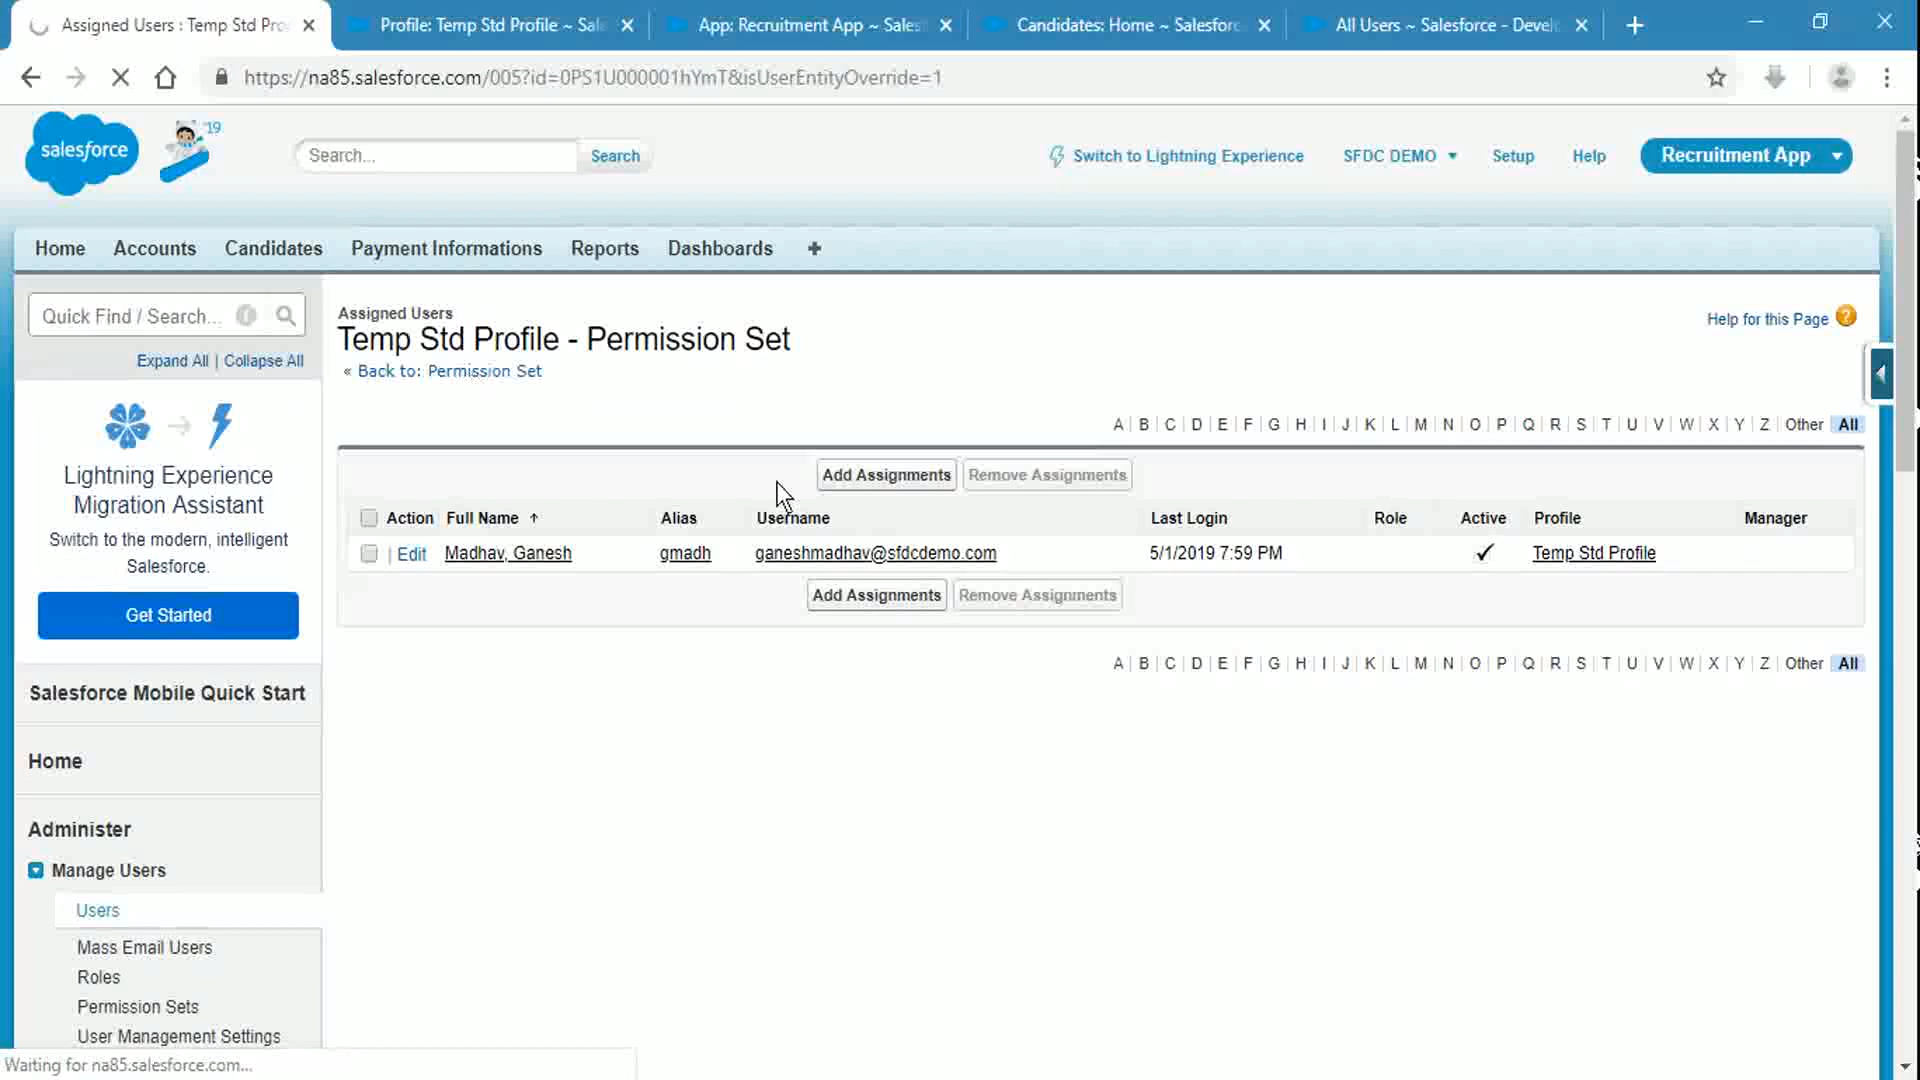 Assigned Users : Temp Std Pro
Profile: Temp Std Profile ~ Sale
App: Recruitment App ~ Sales
Candidates: Home ~ Salesforc
All Users ~ Salesforce - Devel
https://na85.salesforce.com/005?id=0PS1U000001hYmT&isUserEntityOverride=1
salesforce
'19
Search...
Search
Switch to Lightning Experience
SFDC DEMO
Setup
Help
Recruitment App
Home
Accounts
Candidates
Payment Informations
Reports
Dashboards
+
Quick Find / Search...
Expand All | Collapse All
Lightning Experience
Migration Assistant
Switch to the modern, intelligent
Salesforce.
Get Started
Salesforce Mobile Quick Start
Home
Administer
Manage Users
Users
Mass Email Users
Roles
Permission Sets
User Management Settings
Waiting for na85.salesforce.com...
Assigned Users
Temp Std Profile - Permission Set
« Back to: Permission Set
Help for this Page ?
A | B | C | D | E | F | G | H | I | J | K | L | M | N | O | P | Q | R | S | T | U | V | W | X | Y | Z | Other | All
Add Assignments Remove Assignments
Action Full Name ↑ Alias Username Last Login Role Active Profile Manager
| Edit Madhav, Ganesh gmadh ganeshmadhav@sfdcdemo.com 5/1/2019 7:59 PM ✓ Temp Std Profile
Add Assignments Remove Assignments
A | B | C | D | E | F | G | H | I | J | K | L | M | N | O | P | Q | R | S | T | U | V | W | X | Y | Z | Other | All